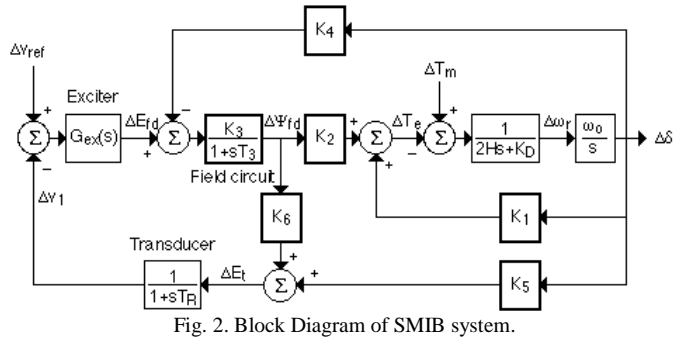 K4
Δvref
ΔTm
Exciter
ΔEfd
ΔΨfd
ΔTe
Δωr
+
−
+
+
Σ
Gex(s)
Σ
K3
1+sT3
K2
Σ
Σ
1
2Hs+KD
ω0
s
Δδ
−
+
−
+
Field circuit
Δv1
K6
K1
Transducer
+
1
1+sTR
ΔEt
Σ
+
K5
Fig. 2. Block Diagram of SMIB system.